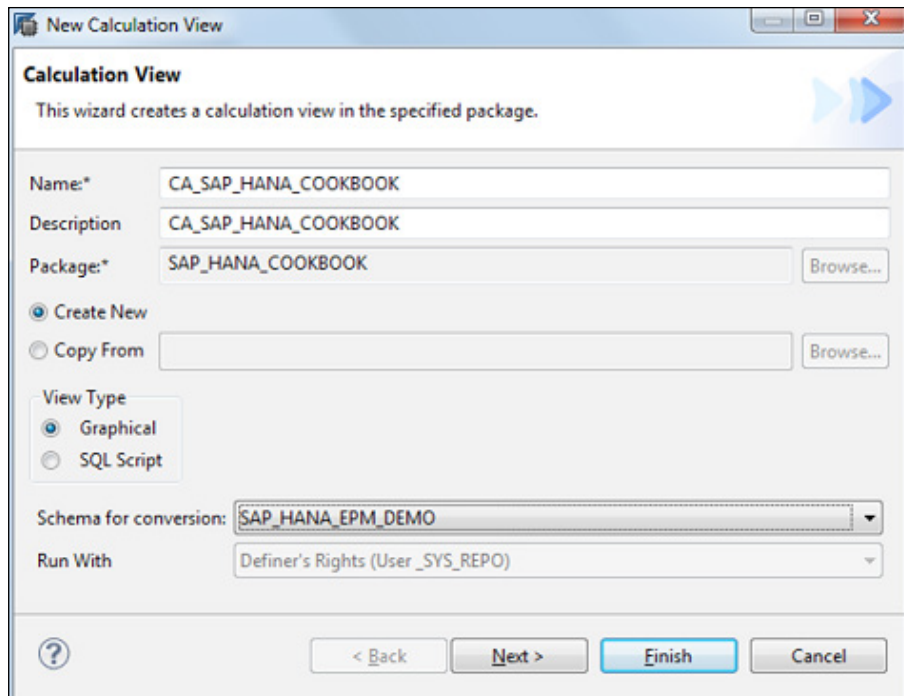 New Calculation View
Calculation View
This wizard creates a calculation view in the specified package.
Name:* CA_SAP_HANA_COOKBOOK
Description CA_SAP_HANA_COOKBOOK
Package:* SAP_HANA_COOKBOOK Browse...
Create New
Copy From Browse...
View Type
Graphical
SQL Script
Schema for conversion: SAP_HANA_EPM_DEMO
Run With Definer's Rights (User _SYS_REPO)
? < Back Next > Finish Cancel